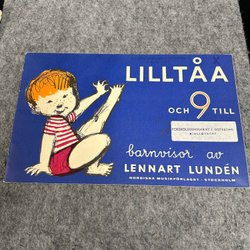 LILLTÅA
OCH 9 TILL
barnvisor av
LENNART LUNDÉN
NORDISKA MUSIKFÖRLAGET - STOCKHOLM